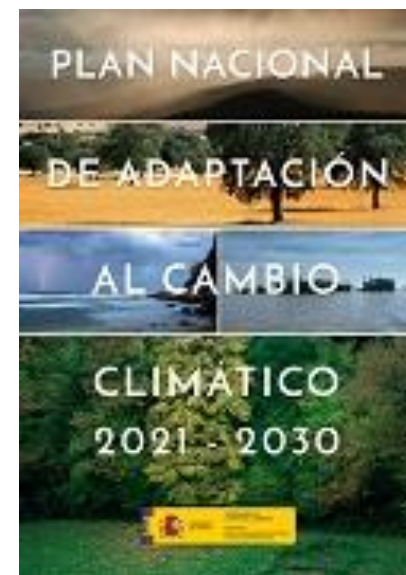 PLAN NACIONAL
DE ADAPTACIÓN
AL CAMBIO
CLIMÁTICO
2021 - 2030